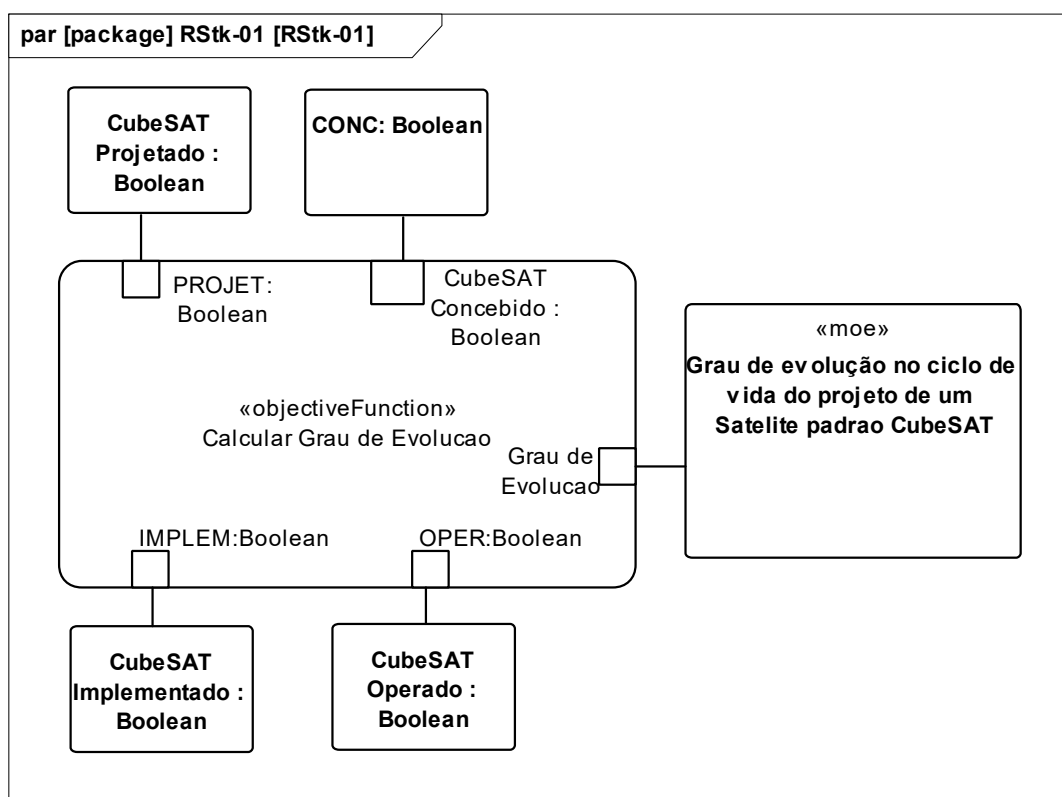 par [package] RStk-01 [RStk-01]
CubeSAT
Projetado :
Boolean
CONC: Boolean
PROJET:
Boolean
CubeSAT
Concebido :
Boolean
«objectiveFunction»
Calcular Grau de Evolucao
Grau de
Evolucao
«moe»
Grau de evolução no ciclo de
vida do projeto de um
Satelite padrao CubeSAT
IMPLEM:Boolean
OPER:Boolean
CubeSAT
Implementado :
Boolean
CubeSAT
Operado :
Boolean